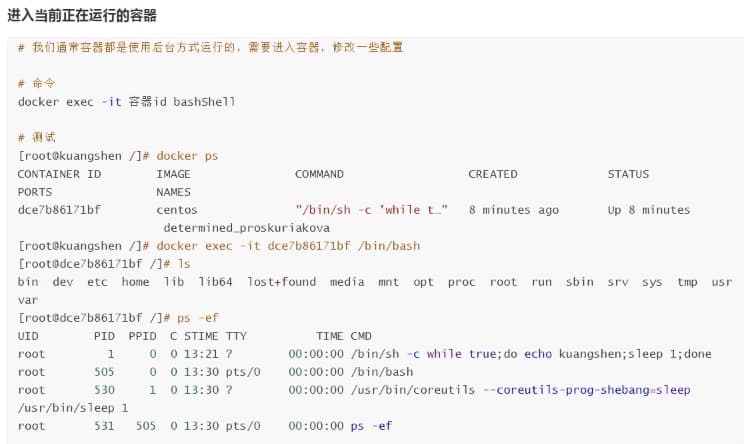 进入当前正在运行的容器
# 我们通常容器都是使用后台方式运行的，需要进入容器，修改一些配置
# 命令
docker exec -it 容器id bashShell
# 测试
[root@kuangshen /]# docker ps
CONTAINER ID IMAGE COMMAND CREATED STATUS
PORTS NAMES
dce7b86171bf centos "/bin/sh -c 'while t…" 8 minutes ago Up 8 minutes
determined_proskuriakova
[root@kuangshen /]# docker exec -it dce7b86171bf /bin/bash
[root@dce7b86171bf /]# ls
bin dev etc home lib lib64 lost+found media mnt opt proc root run sbin srv sys tmp usr
var
[root@dce7b86171bf /]# ps -ef
UID PID PPID C STIME TTY TIME CMD
root 1 0 0 13:21 ? 00:00:00 /bin/sh -c while true;do echo kuangshen;sleep 1;done
root 505 0 0 13:30 pts/0 00:00:00 /bin/bash
root 530 1 0 13:30 ? 00:00:00 /usr/bin/coreutils --coreutils-prog-shebang=sleep
/usr/bin/sleep 1
root 531 505 0 13:30 pts/0 00:00:00 ps -ef